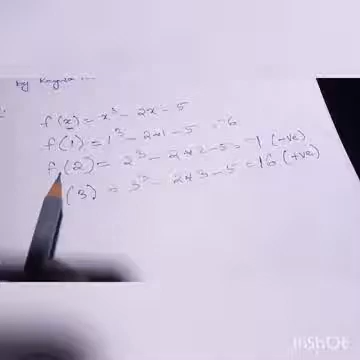 f(x) = x³ - 2x - 5
f(1) = 1³ - 2*1 - 5 = -6
f(2) = 2³ - 2*2 - 5 = -1 (-ve)
(3) = 3³ - 2*3 - 5 = 16 (+ve)
InShOt